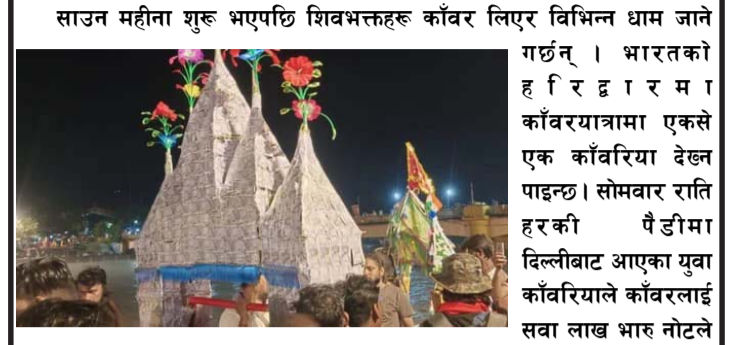 साउन महीना शुरू भएपछि शिवभक्तहरू काँवर लिएर विभिन्न धाम जाने
गर्छन् । भारतको
हरिद्वारमा
काँवरयात्रामा एकसे
एक काँवरिया देख्न
पाइन्छ। सोमवार राति
हरकी पैडीमा
दिल्लीबाट आएका युवा
काँवरियाले काँवरलाई
सवा लाख भारु नोटले